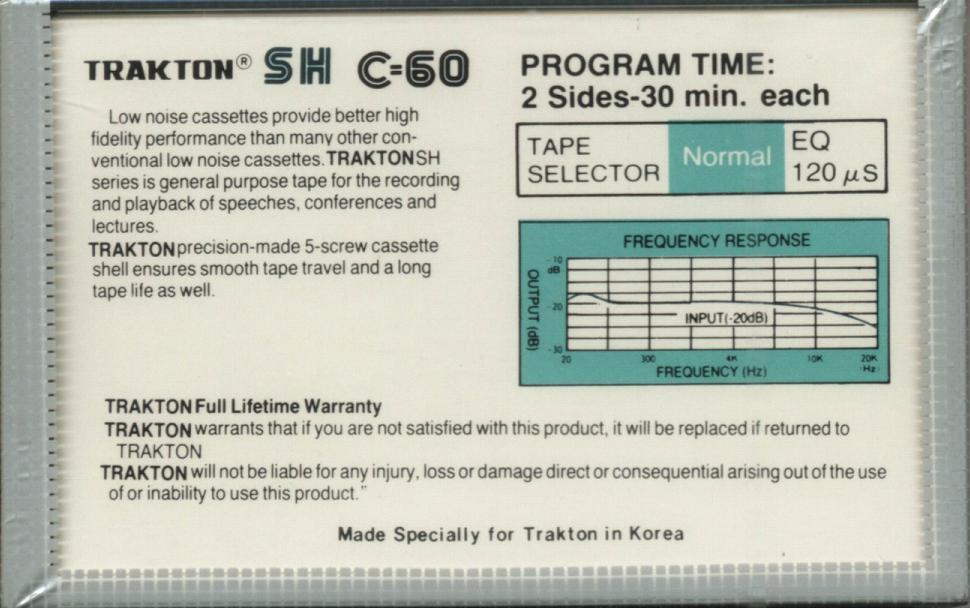 TRAKTON® SH C-60
Low noise cassettes provide better high
fidelity performance than many other con-
ventional low noise cassettes. TRAKTON SH
series is general purpose tape for the recording
and playback of speeches, conferences and
lectures.
TRAKTON precision-made 5-screw cassette
shell ensures smooth tape travel and a long
tape life as well.
PROGRAM TIME:
2 Sides-30 min. each
TAPE
SELECTOR
Normal
EQ
120 μS
FREQUENCY RESPONSE
OUTPUT (dB)
-10
dB
-20
-30
INPUT(-20dB)
20 300 4K 10K 20K
(Hz)
FREQUENCY (Hz)
TRAKTON Full Lifetime Warranty
TRAKTON warrants that if you are not satisfied with this product, it will be replaced if returned to
TRAKTON
TRAKTON will not be liable for any injury, loss or damage direct or consequential arising out of the use
of or inability to use this product."
Made Specially for Trakton in Korea